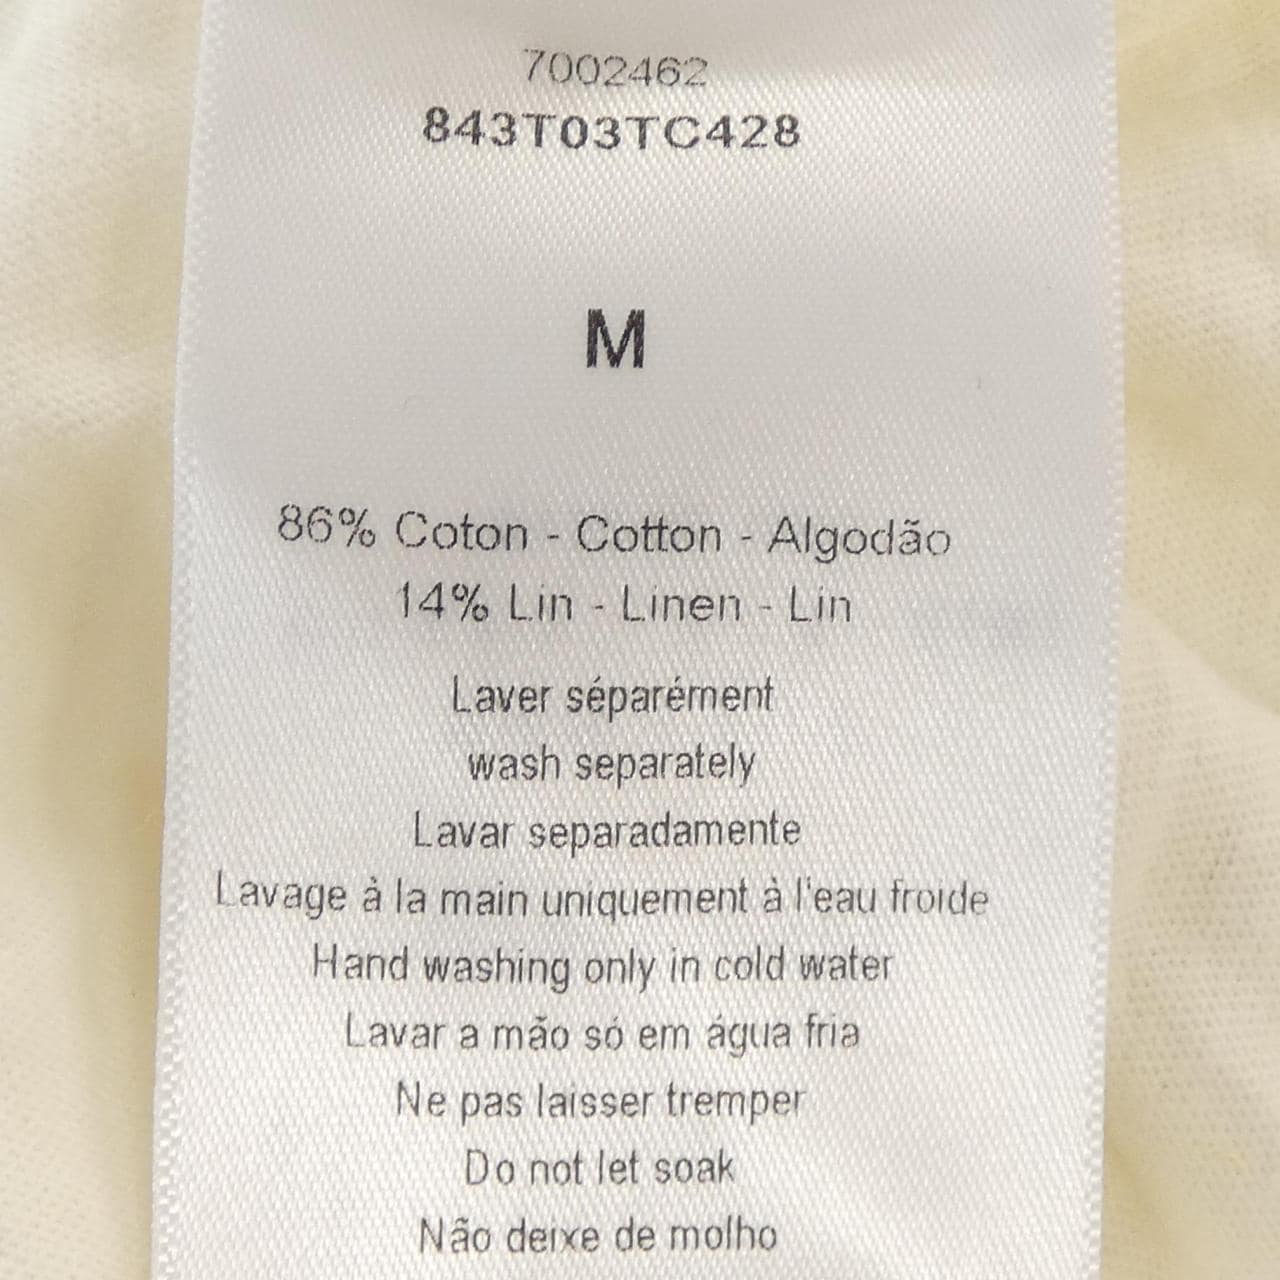 7002462
843T03TC428
M
86% Coton - Cotton - Algodão
14% Lin - Linen - Lin
Laver séparément
wash separately
Lavar separadamente
Lavage à la main uniquement à l'eau froide
Hand washing only in cold water
Lavar a mão só em água fria
Ne pas laisser tremper
Do not let soak
Não deixe de molho